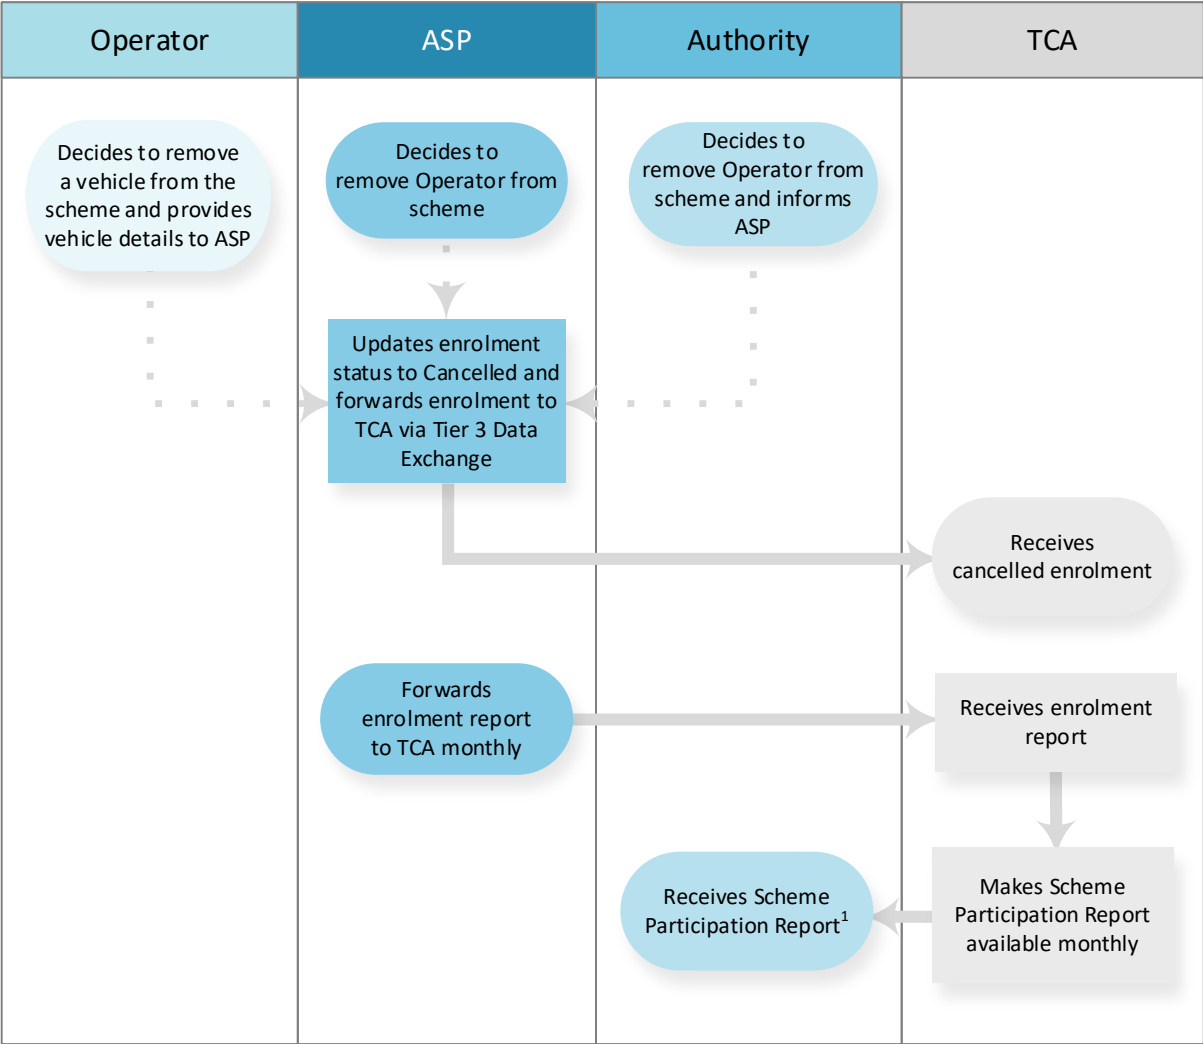 Operator
ASP
Authority
TCA
Decides to remove
a vehicle from the
scheme and provides
vehicle details to ASP
Decides to
remove Operator from
scheme
Decides to
remove Operator from
scheme and informs
ASP
Updates enrolment
status to Cancelled and
forwards enrolment to
TCA via Tier 3 Data
Exchange
Receives
cancelled enrolment
Forwards
enrolment report
to TCA monthly
Receives enrolment
report
Receives Scheme
Participation Report¹
Makes Scheme
Participation Report
available monthly